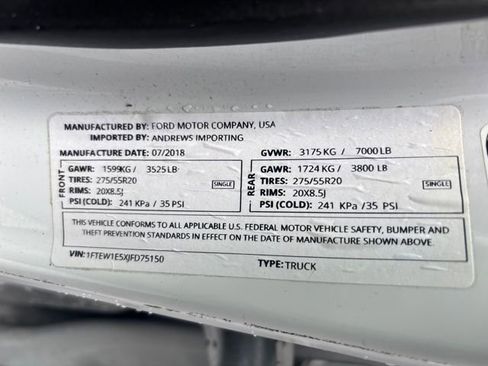 MANUFACTURED BY: FORD MOTOR COMPANY, USA
IMPORTED BY: ANDREWS IMPORTING
MANUFACTURE DATE: 07/2018 GVWR: 3175 KG / 7000 LB
FRONT
GAWR: 1599KG / 3525 LB
TIRES: 275/55R20 SINGLE
RIMS: 20X8.5J
PSI (COLD): 241 KPa / 35 PSI
REAR
GAWR: 1724 KG / 3800 LB
TIRES: 275/55R20 SINGLE
RIMS: 20X8.5J
PSI (COLD): 241 KPa /35 PSI
THIS VEHICLE CONFORMS TO ALL APPLICABLE U.S. FEDERAL MOTOR VEHICLE SAFETY, BUMPER AND
THEFT PREVENTION STANDARDS IN EFFECT ON THE DATE OF MANUFACTURE SHOWN ABOVE.
VIN: 1FTEW1E5XJFD75150 TYPE: TRUCK